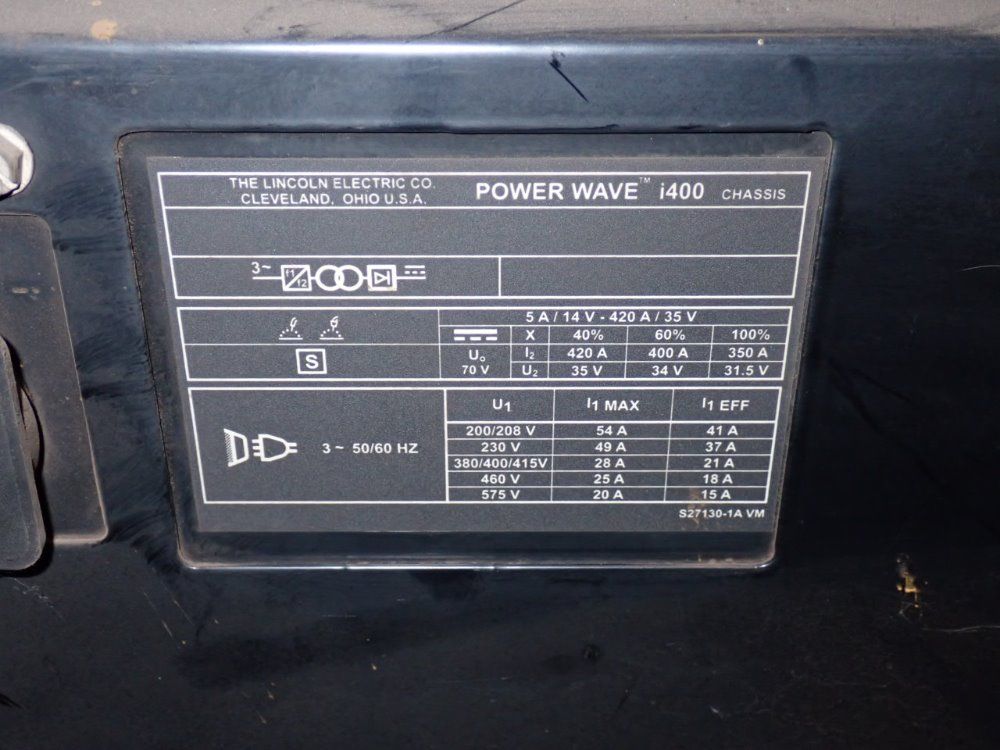 THE LINCOLN ELECTRIC CO. POWER WAVE™ i400 CHASSIS
CLEVELAND, OHIO U.S.A.
3~ f1 f2
5 A / 14 V - 420 A / 35 V
X 40% 60% 100%
U₀ I₂ 420 A 400 A 350 A
70 V U₂ 35 V 34 V 31.5 V
S
U₁ I₁ MAX I₁ EFF
3 ~ 50/60 HZ
200/208 V 54 A 41 A
230 V 49 A 37 A
380/400/415V 28 A 21 A
460 V 25 A 18 A
575 V 20 A 15 A
S27130-1A VM